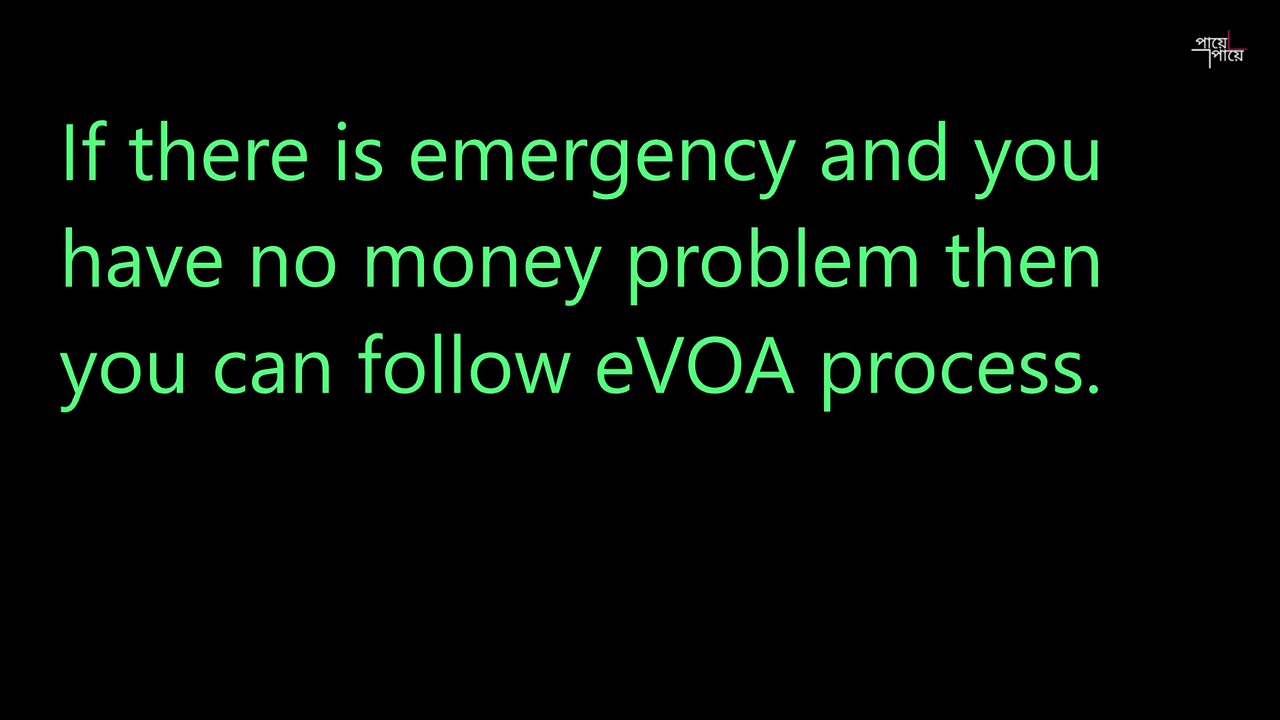 পায়ে
পায়ে
If there is emergency and you
have no money problem then
you can follow eVOA process.